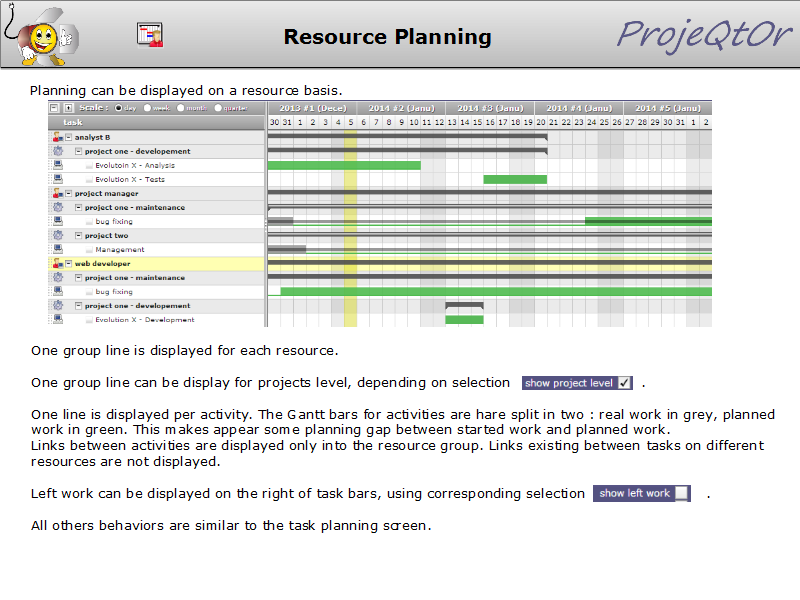 Resource Planning
ProjeQtOr
Planning can be displayed on a resource basis.
Scale : day week month quarter
2013 #1 (Dece) 2014 #2 (Janu) 2014 #3 (Janu) 2014 #4 (Janu) 2014 #5 (Janu)
task
30 31 1 2 3 4 5 6 7 8 9 10 11 12 13 14 15 16 17 18 19 20 21 22 23 24 25 26 27 28 29 30 31 1 2
analyst B
project one - developement
Evolutoin X - Analysis
Evolution X - Tests
project manager
project one - maintenance
bug fixing
project two
Management
web developer
project one - maintenance
bug fixing
project one - developement
Evolution X - Development
One group line is displayed for each resource.
One group line can be display for projects level, depending on selection show project level .
One line is displayed per activity. The Gantt bars for activities are hare split in two : real work in grey, planned
work in green. This makes appear some planning gap between started work and planned work.
Links between activities are displayed only into the resource group. Links existing between tasks on different
resources are not displayed.
Left work can be displayed on the right of task bars, using corresponding selection show left work .
All others behaviors are similar to the task planning screen.